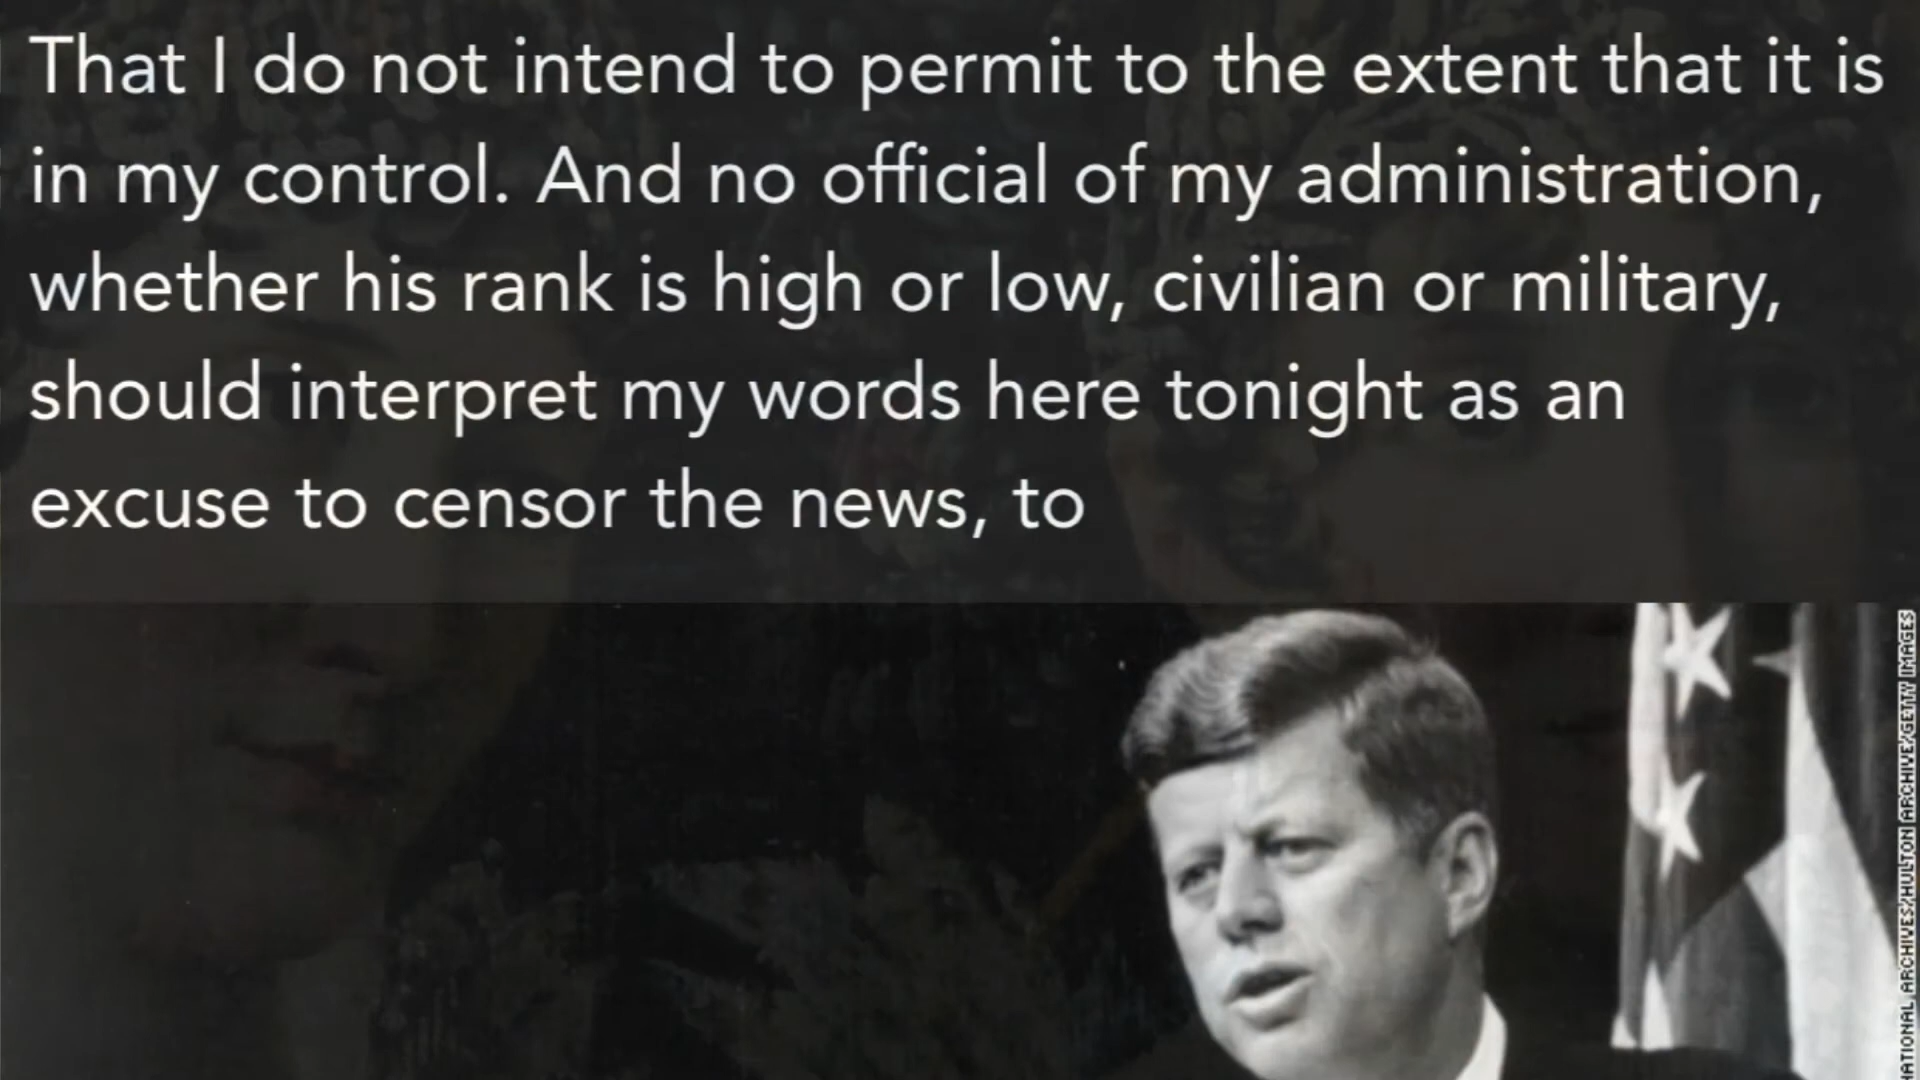 That I do not intend to permit to the extent that it is
in my control. And no official of my administration,
whether his rank is high or low, civilian or military,
should interpret my words here tonight as an
excuse to censor the news, to
ATIONAL ARCHIVES/HULTON ARCHIVE/GETTY IMAGES